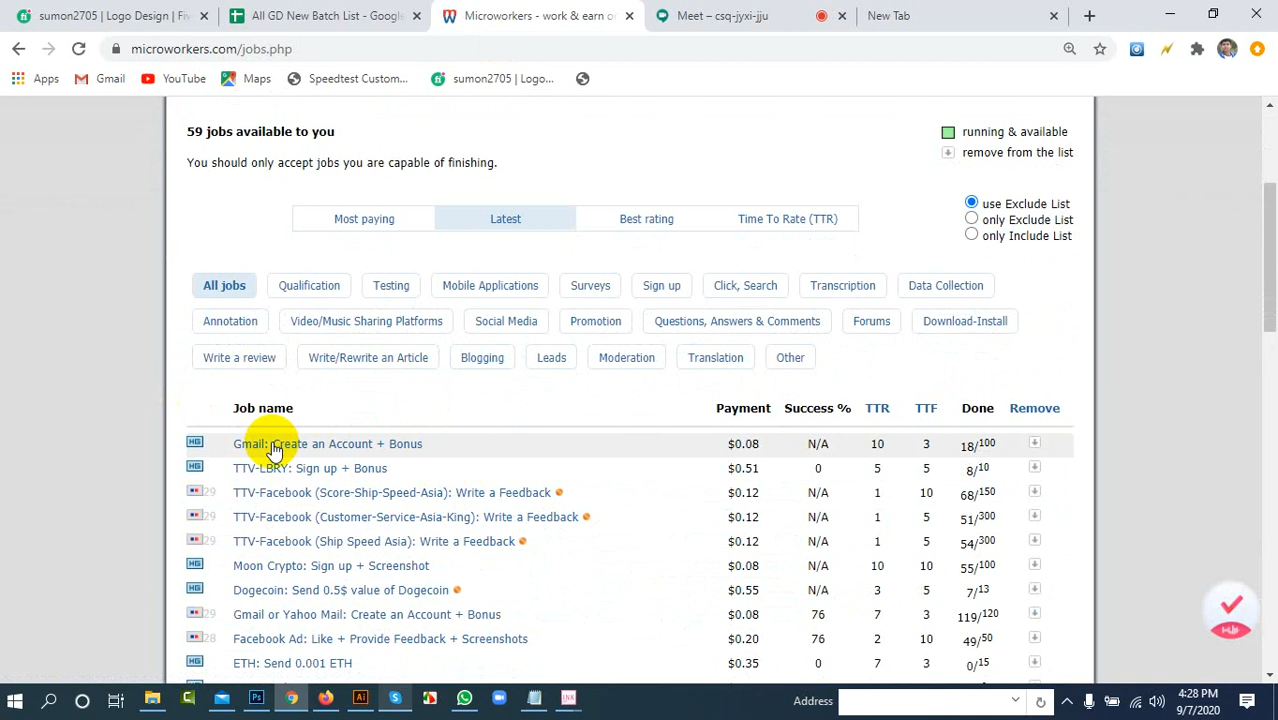 sumon2705 | Logo Design | Fiv
All GD New Batch List - Google
Microworkers - work & earn o
Meet – csq-jyxi-jju
New Tab
microworkers.com/jobs.php
Apps
Gmail
YouTube
Maps
Speedtest Custom...
sumon2705 | Logo...
59 jobs available to you
running & available
You should only accept jobs you are capable of finishing.
remove from the list
use Exclude List
only Exclude List
only Include List
Most paying
Latest
Best rating
Time To Rate (TTR)
All jobs
Qualification
Testing
Mobile Applications
Surveys
Sign up
Click, Search
Transcription
Data Collection
Annotation
Video/Music Sharing Platforms
Social Media
Promotion
Questions, Answers & Comments
Forums
Download-Install
Write a review
Write/Rewrite an Article
Blogging
Leads
Moderation
Translation
Other
Job name Payment Success % TTR TTF Done Remove
HG Gmail: Create an Account + Bonus $0.08 N/A 10 3 18/100
HG TTV-LBRY: Sign up + Bonus $0.51 0 5 5 8/10
29 TTV-Facebook (Score-Ship-Speed-Asia): Write a Feedback $0.12 N/A 1 10 68/150
29 TTV-Facebook (Customer-Service-Asia-King): Write a Feedback $0.12 N/A 1 5 51/300
29 TTV-Facebook (Ship Speed Asia): Write a Feedback $0.12 N/A 1 5 54/300
HG Moon Crypto: Sign up + Screenshot $0.08 N/A 10 10 55/100
HG Dogecoin: Send 0.5$ value of Dogecoin $0.55 N/A 3 5 7/13
29 Gmail or Yahoo Mail: Create an Account + Bonus $0.08 76 7 3 119/120
28 Facebook Ad: Like + Provide Feedback + Screenshots $0.20 76 2 10 49/50
HG ETH: Send 0.001 ETH $0.35 0 7 3 0/15
Address
4:28 PM
9/7/2020